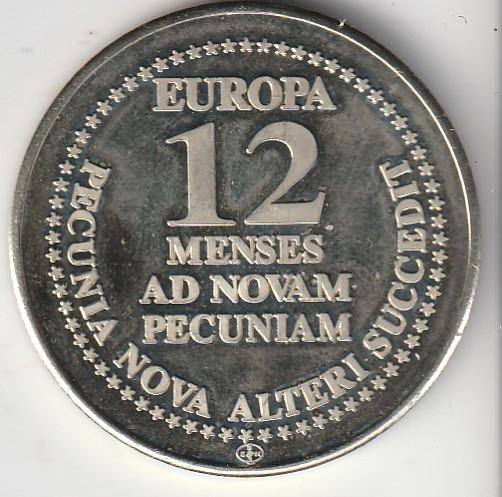 EUROPA
12
MENSES
AD NOVAM
PECUNIAM
PECUNIA NOVA ALTERI SUCCEDIT